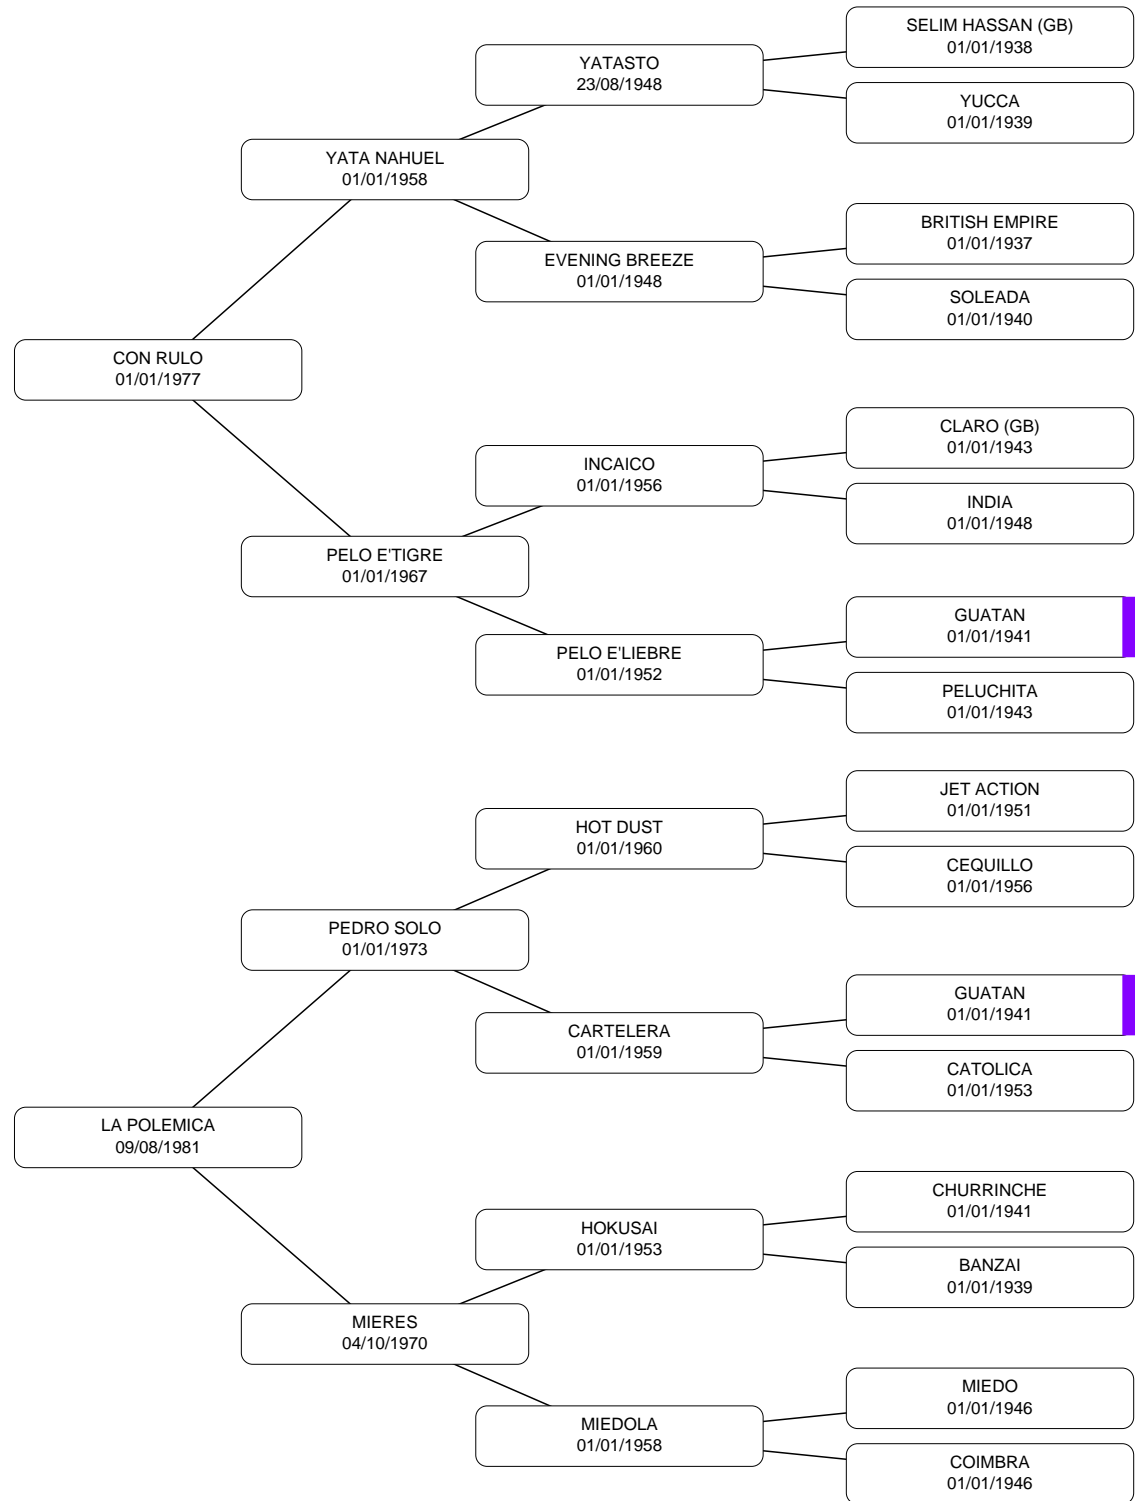 SELIM HASSAN (GB)
01/01/1938
YATASTO
23/08/1948
YUCCA
01/01/1939
YATA NAHUEL
01/01/1958
BRITISH EMPIRE
01/01/1937
EVENING BREEZE
01/01/1948
SOLEADA
01/01/1940
CON RULO
01/01/1977
CLARO (GB)
01/01/1943
INCAICO
01/01/1956
INDIA
01/01/1948
PELO E'TIGRE
01/01/1967
GUATAN
01/01/1941
PELO E'LIEBRE
01/01/1952
PELUCHITA
01/01/1943
JET ACTION
01/01/1951
HOT DUST
01/01/1960
CEQUILLO
01/01/1956
PEDRO SOLO
01/01/1973
GUATAN
01/01/1941
CARTELERA
01/01/1959
CATOLICA
01/01/1953
LA POLEMICA
09/08/1981
CHURRINCHE
01/01/1941
HOKUSAI
01/01/1953
BANZAI
01/01/1939
MIERES
04/10/1970
MIEDO
01/01/1946
MIEDOLA
01/01/1958
COIMBRA
01/01/1946